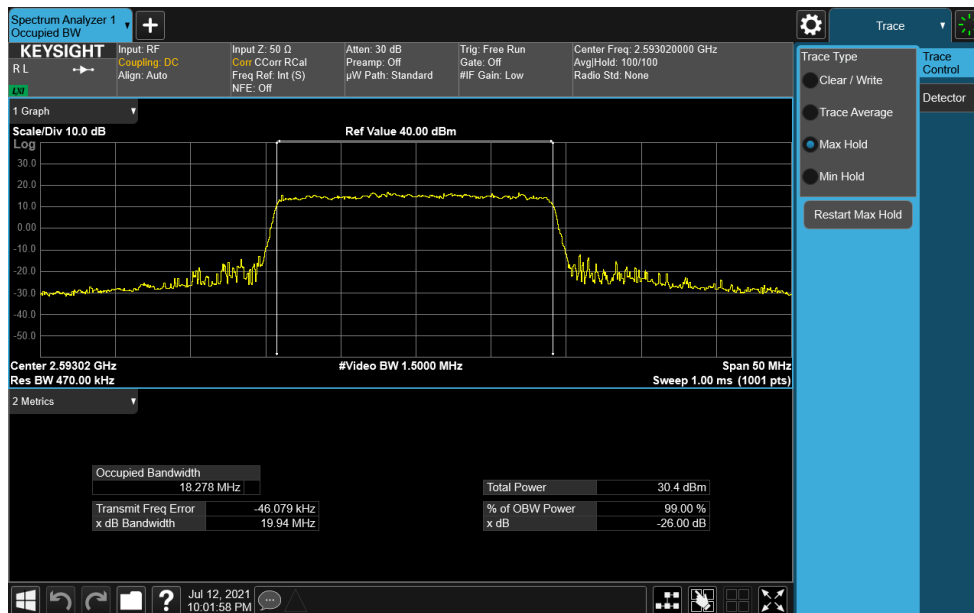 Spectrum Analyzer 1
Occupied BW
+
Trace
KEYSIGHT
R L
LXI
Input: RF
Coupling: DC
Align: Auto
Input Z: 50 Ω
Corr CCorr RCal
Freq Ref: Int (S)
NFE: Off
Atten: 30 dB
Preamp: Off
µW Path: Standard
Trig: Free Run
Gate: Off
#IF Gain: Low
Center Freq: 2.593020000 GHz
Avg|Hold: 100/100
Radio Std: None
Trace Type
Clear / Write
Trace Average
Max Hold
Min Hold
Restart Max Hold
Trace
Control
Detector
1 Graph
Scale/Div 10.0 dB
Ref Value 40.00 dBm
Log
30.0
20.0
10.0
0.00
-10.0
-20.0
-30.0
-40.0
-50.0
Center 2.59302 GHz
#Video BW 1.5000 MHz
Span 50 MHz
Res BW 470.00 kHz
Sweep 1.00 ms (1001 pts)
2 Metrics
Occupied Bandwidth
18.278 MHz
Total Power 30.4 dBm
Transmit Freq Error -46.079 kHz
% of OBW Power 99.00 %
x dB Bandwidth 19.94 MHz
x dB -26.00 dB
?
Jul 12, 2021
10:01:58 PM